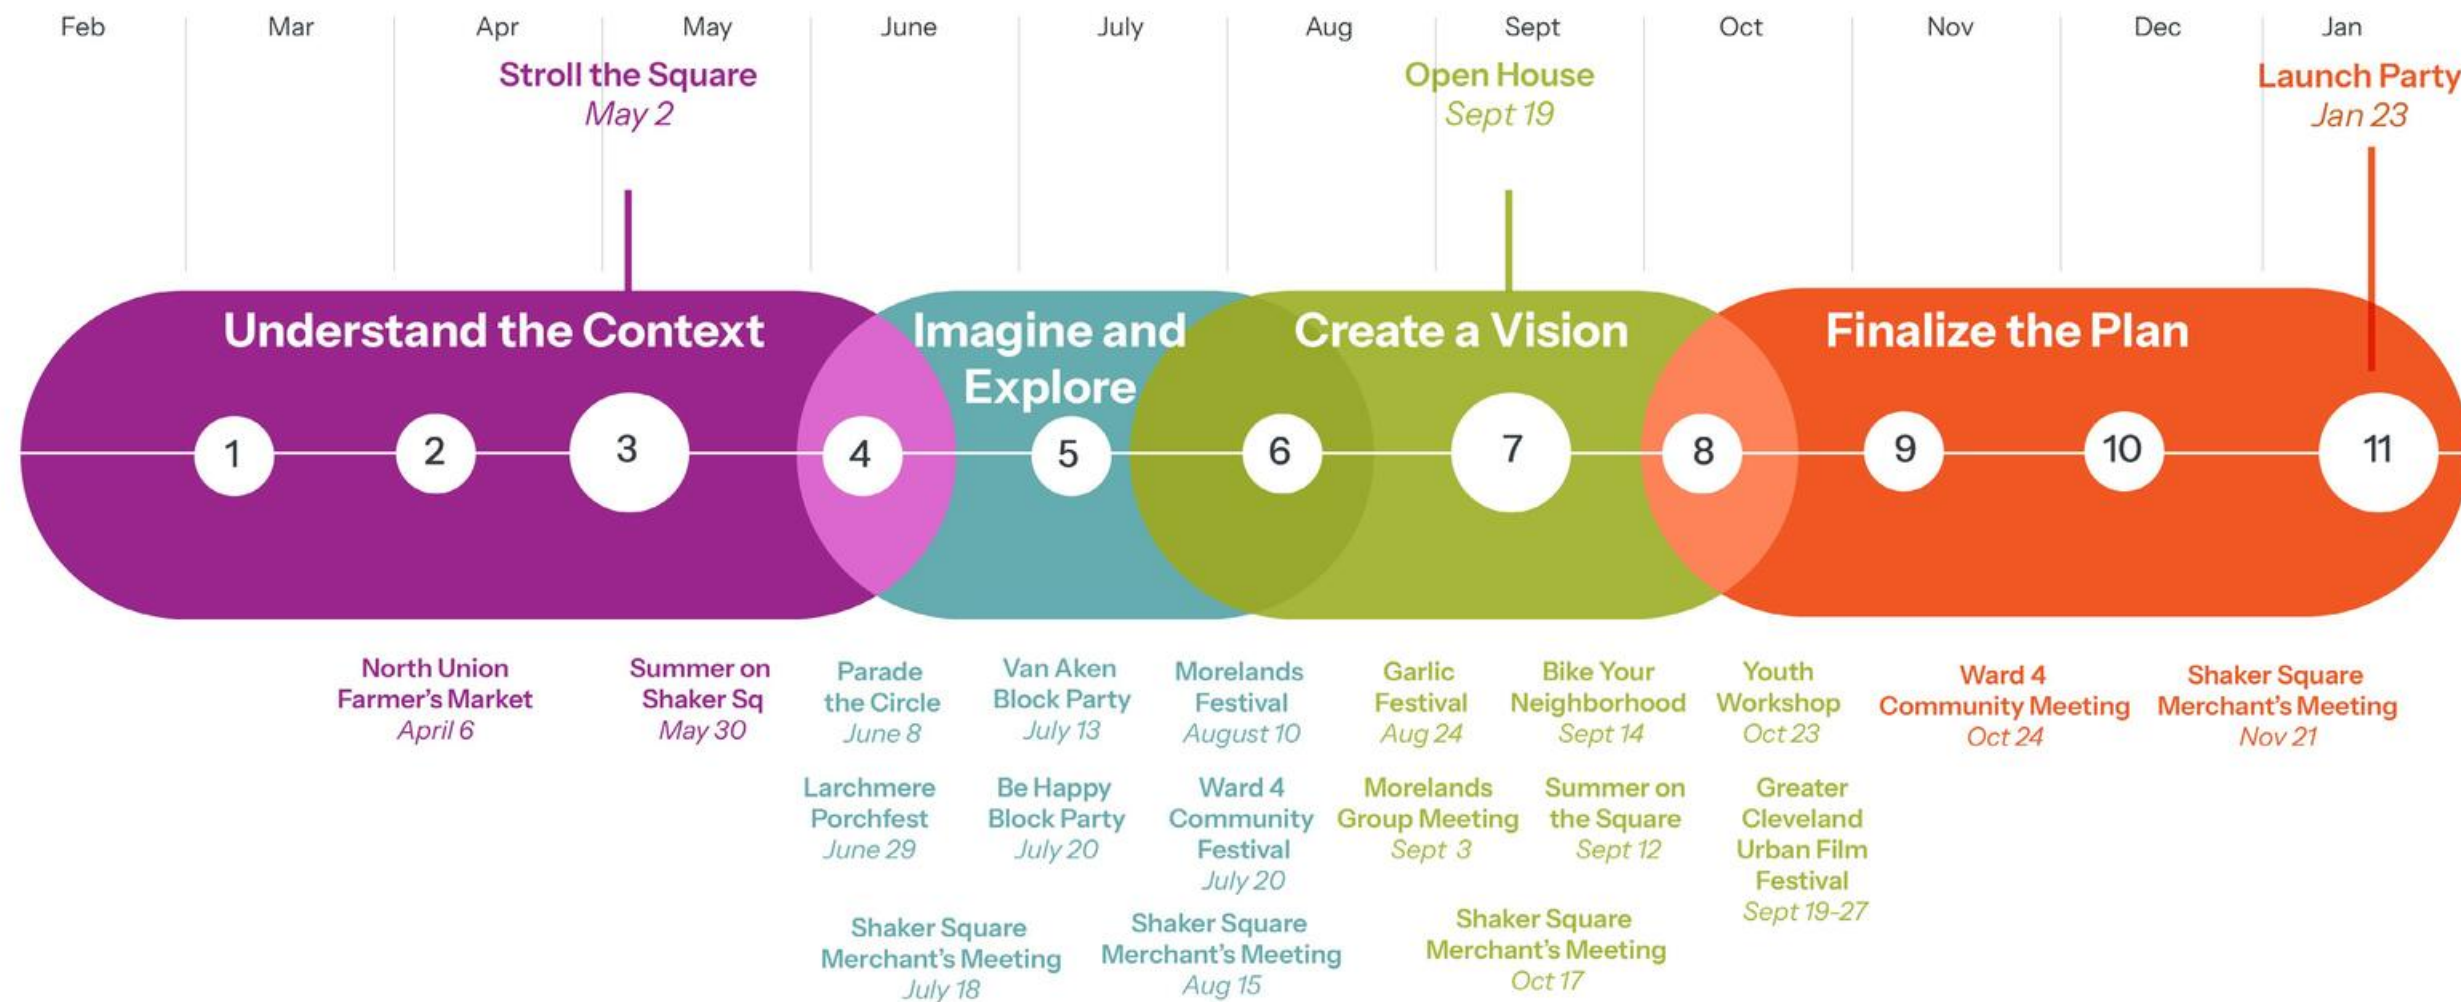 Feb
Mar
Apr
May
June
July
Aug
Sept
Oct
Nov
Dec
Jan
Stroll the Square
May 2
Open House
Sept 19
Launch Party
Jan 23
Understand the Context
Imagine and
Explore
Create a Vision
Finalize the Plan
1
2
3
4
5
6
7
8
9
10
11
North Union
Farmer's Market
April 6
Summer on
Shaker Sq
May 30
Parade
the Circle
June 8
Van Aken
Block Party
July 13
Morelands
Festival
August 10
Garlic
Festival
Aug 24
Bike Your
Neighborhood
Sept 14
Youth
Workshop
Oct 23
Ward 4
Community Meeting
Oct 24
Shaker Square
Merchant's Meeting
Nov 21
Larchmere
Porchfest
June 29
Be Happy
Block Party
July 20
Ward 4
Community
Festival
July 20
Morelands
Group Meeting
Sept 3
Summer on
the Square
Sept 12
Greater
Cleveland
Urban Film
Festival
Sept 19-27
Shaker Square
Merchant's Meeting
July 18
Shaker Square
Merchant's Meeting
Aug 15
Shaker Square
Merchant's Meeting
Oct 17